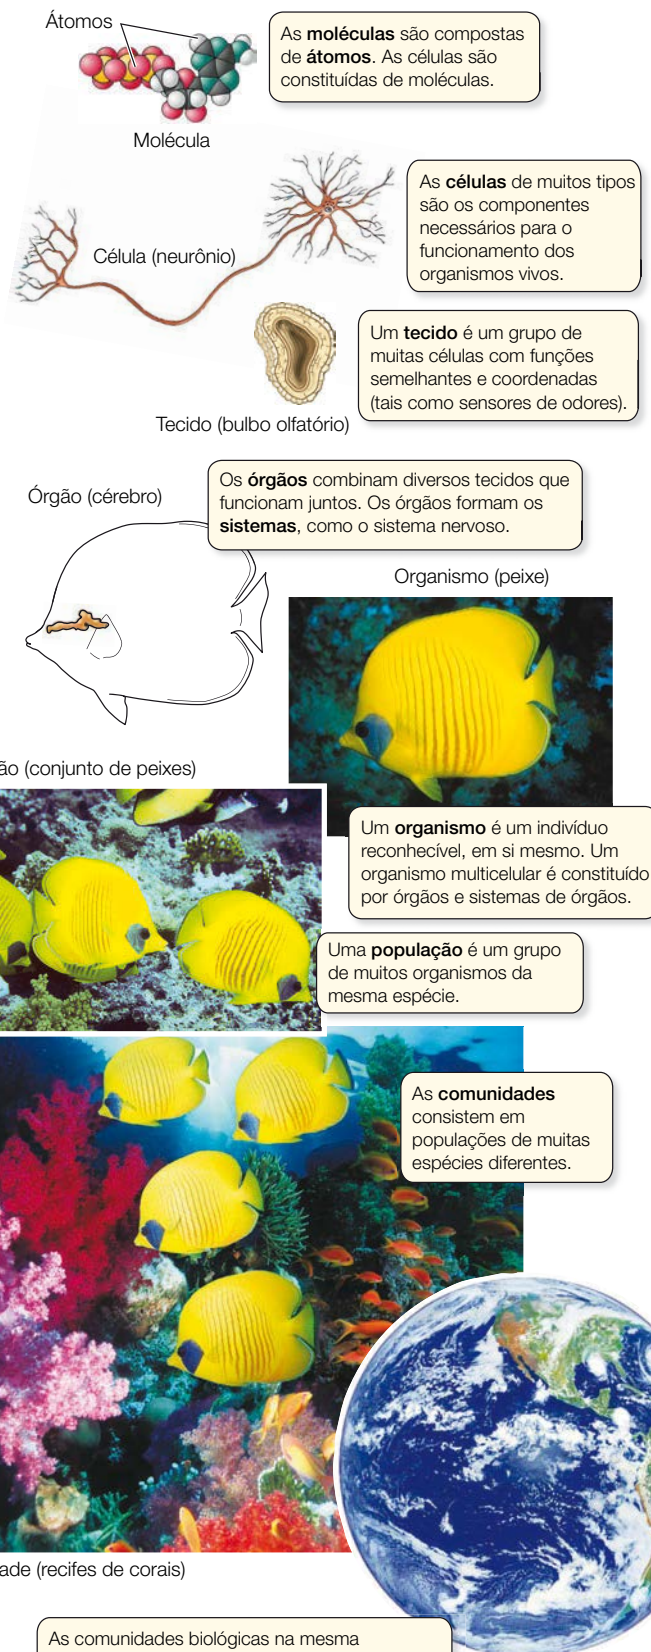 Átomos
As moléculas são compostas
de átomos. As células são
constituídas de moléculas.
Molécula
As células de muitos tipos
são os componentes
necessários para o
funcionamento dos
organismos vivos.
Célula (neurônio)
Um tecido é um grupo de
muitas células com funções
semelhantes e coordenadas
(tais como sensores de odores).
Tecido (bulbo olfatório)
Órgão (cérebro)
Os órgãos combinam diversos tecidos que
funcionam juntos. Os órgãos formam os
sistemas, como o sistema nervoso.
Organismo (peixe)
ão (conjunto de peixes)
Um organismo é um indivíduo
reconhecível, em si mesmo. Um
organismo multicelular é constituído
por órgãos e sistemas de órgãos.
Uma população é um grupo
de muitos organismos da
mesma espécie.
As comunidades
consistem em
populações de muitas
espécies diferentes.
ade (recifes de corais)
As comunidades biológicas na mesma